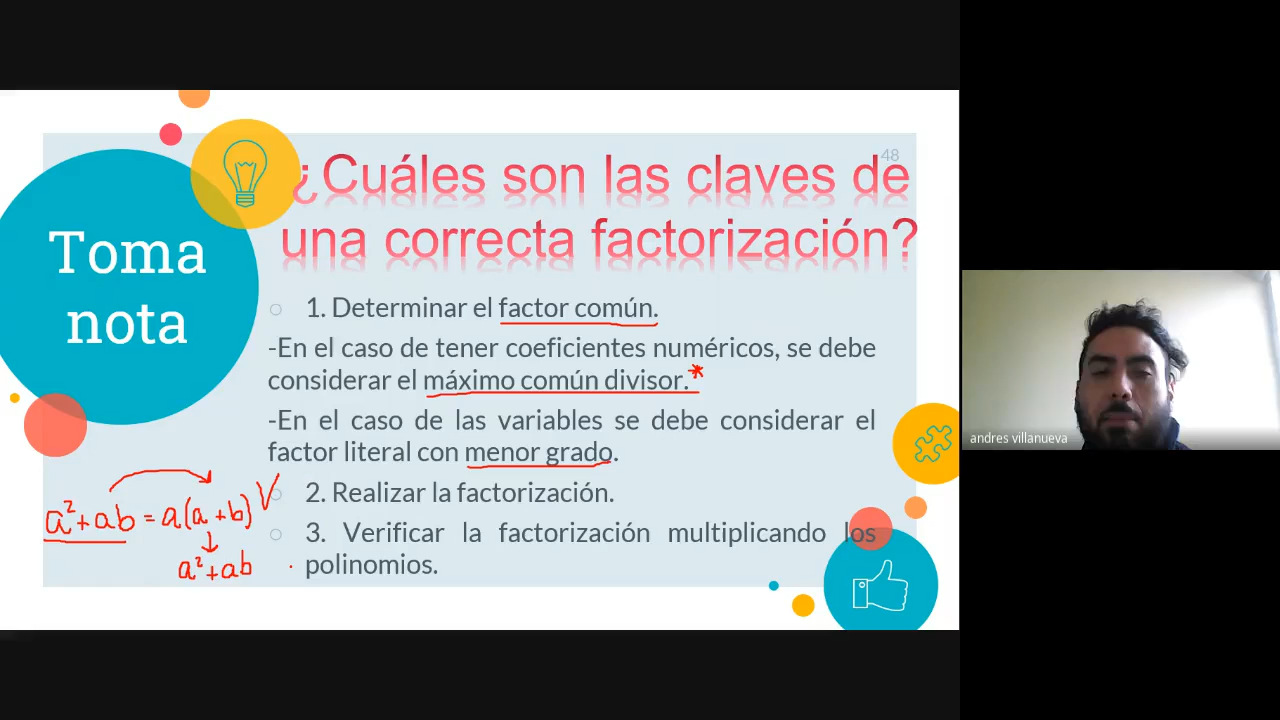 48
¿Cuáles son las claves de
una correcta factorización?
Toma
nota
1. Determinar el factor común.
-En el caso de tener coeficientes numéricos, se debe
considerar el máximo común divisor.*
-En el caso de las variables se debe considerar el
factor literal con menor grado.
2. Realizar la factorización.
3. Verificar la factorización multiplicando los
polinomios.
a²+ab=a(a+b)✓
a²+ab
andres villanueva